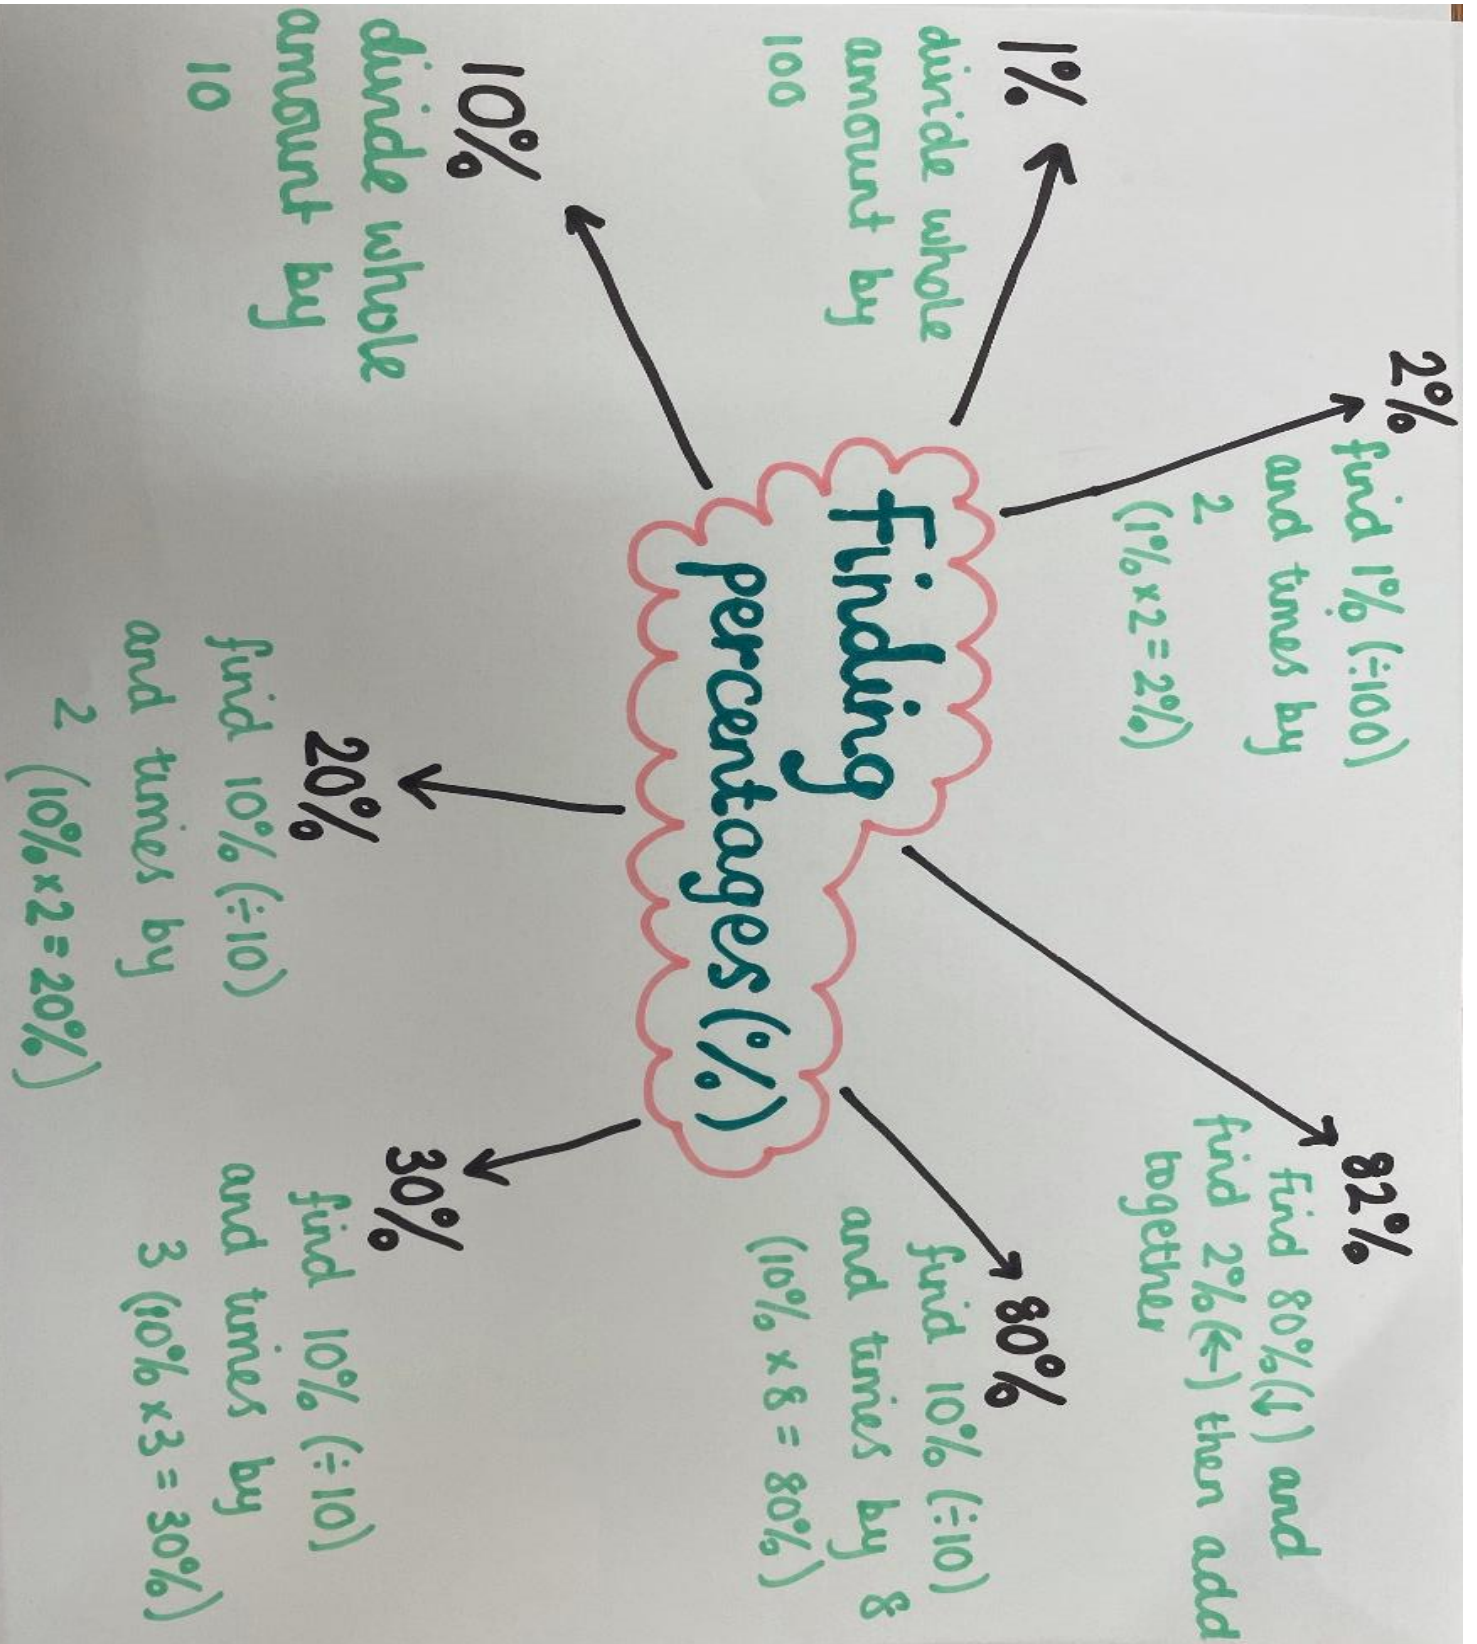 Finding
percentages (%)
1%
divide whole
amount by
100
2%
find 1% (÷100)
and times by
2
(1% x 2 = 2%)
82%
find 80% (↓) and
find 2% (←) then add
together
10%
divide whole
amount by
10
80%
find 10% (÷10)
and times by 8
(10% x 8 = 80%)
20%
find 10% (÷10)
and times by
2 (10% x 2 = 20%)
30%
find 10% (÷10)
and times by
3 (10% x 3 = 30%)